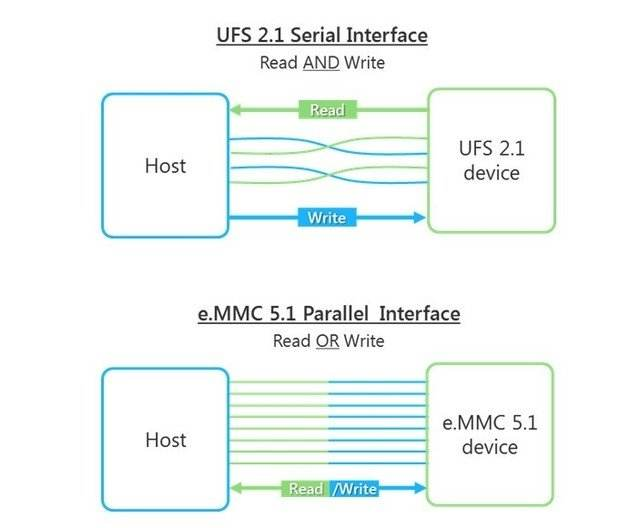 UFS 2.1 Serial Interface
Read AND Write
Read
Host
UFS 2.1
device
Write
e.MMC 5.1 Parallel Interface
Read OR Write
Host
e.MMC 5.1
device
Read /Write